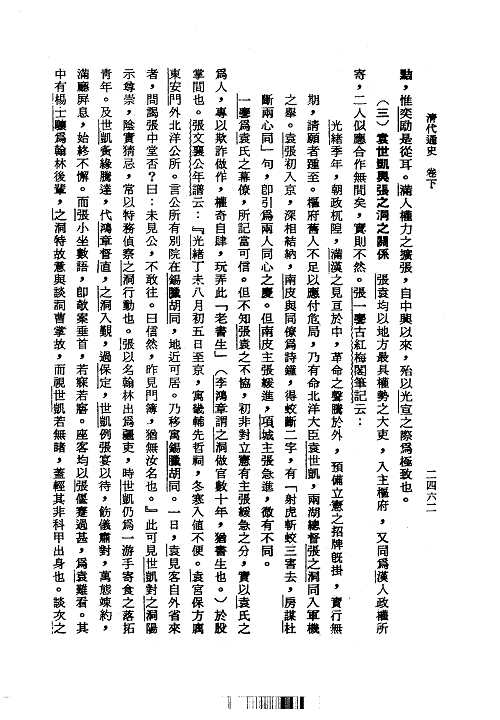 清代通史　卷下
二四六二
點，惟奕劻是從耳。滿人權力之擴張，自中興以來，殆以光宣之際爲極致也。
（三）袁世凱與張之洞之關係　張袁均以地方最具權勢之大吏，入主樞府，又同爲漢人政權所
寄，二人似應合作無間矣，實則不然。張一麐古紅梅閣筆記云：
光緒季年，朝政杌隉，滿漢之見亙於中，革命之聲騰於外，預備立憲之招牌旣掛，實行無
期，請願者踵至。樞府舊人不足以應付危局，乃有命北洋大臣袁世凱，兩湖總督張之洞同入軍機
之舉。袁張初入京，深相結納，南皮與同僚爲詩鐘，得蛟斷二字，有「射虎斬蛟三害去，房謀杜
斷兩心同」句，卽引爲兩人同心之慶。但南皮主張緩進，項城主張急進，微有不同。
一麐爲袁氏之幕僚，所記當可信。但不知張袁之不協，初非對立憲有主張緩急之分，實以袁氏之
爲人，專以欺詐做作，權奇自肆，玩弄此「老書生」（李鴻章謂之洞做官數十年，猶書生也。）於股
掌間也。張文襄公年譜云：『光緒丁未八月初五日至京，寓畿輔先哲祠，冬寒入値不便。袁宮保方寓
東安門外北洋公所。言公所有別院在錫臘胡同，地近可居。乃移寓錫臘胡同。一日，袁見客自外省來
者，問謁張中堂否？曰：未見公，不敢往。曰信然，昨見門簿，猶無汝名也。』此可見世凱對之洞陽
示尊崇，陰實猜忌，常以特務偵察之洞行動也。張以名翰林出爲疆吏，時世凱仍爲一游手寄食之落拓
青年。及世凱夤緣騰達，代鴻章督直，之洞入覲，過保定，世凱例張宴以待，飭儀肅對，萬態竦約，
滿廳屏息，始終不懈。而張小坐數語，卽欹案垂首，若寐若寤。座客均以張偃蹇過甚，爲袁難看。其
中有楊士驤爲翰林後輩，之洞特故意與談詞曹掌故，而視世凱若無睹，蓋輕其非科甲出身也。談次之